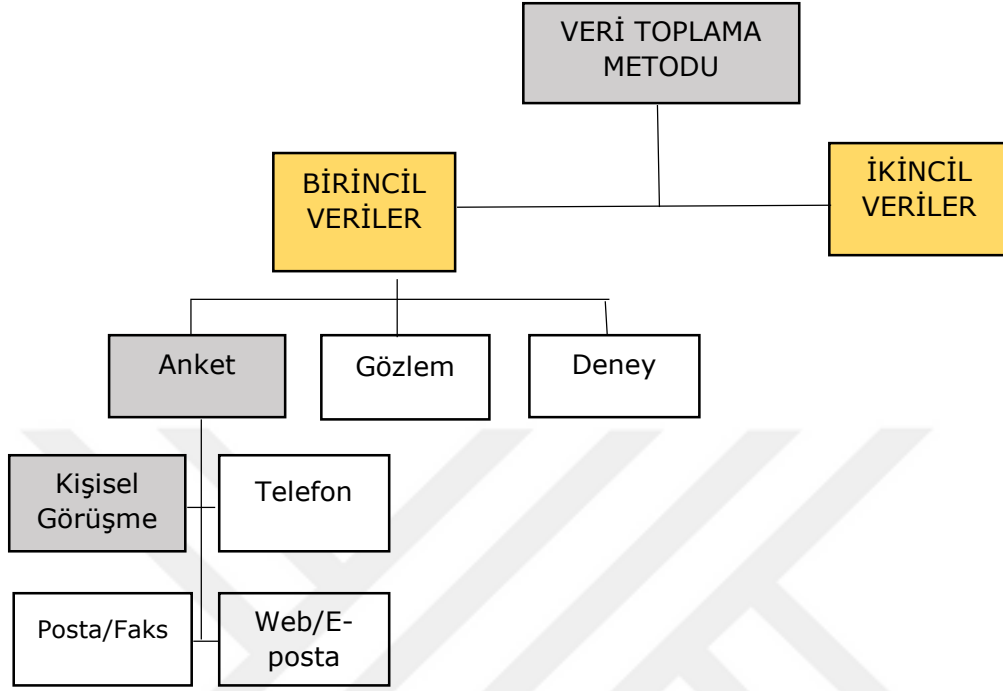 VERİ TOPLAMA
METODU
BİRİNCİL
VERİLER
İKİNCİL
VERİLER
Anket
Gözlem
Deney
Kişisel
Görüşme
Telefon
Posta/Faks
Web/E-
posta